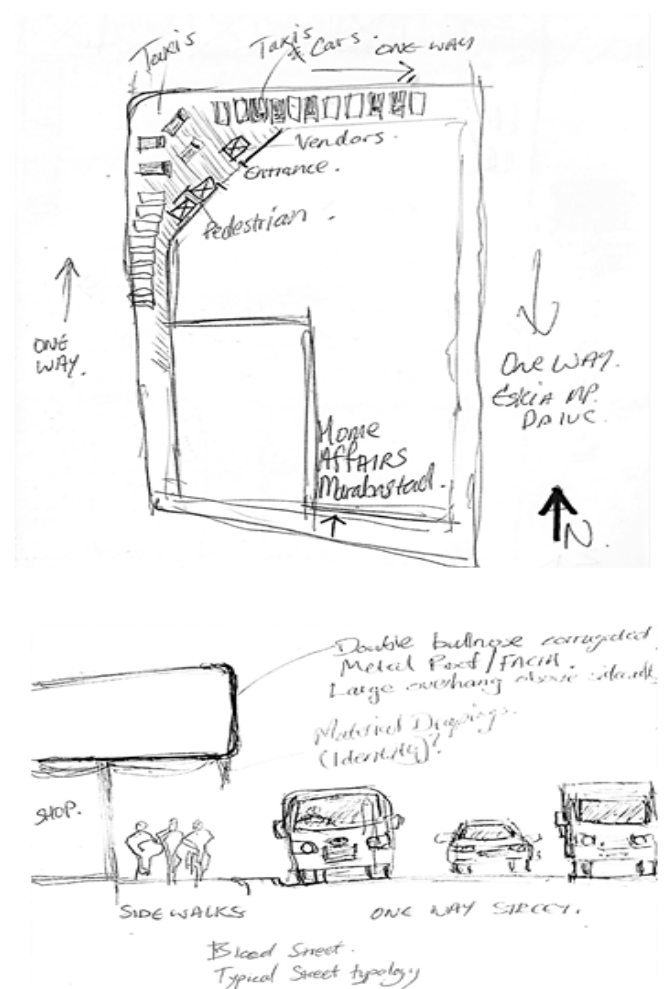 Taxis
Taxis
& Cars.
ONE WAY
Vendors.
Entrance.
Pedestrian.
ONE
WAY.
One WAY.
ESKIA MP.
DRIVE.
Home
AFFAIRS
Marabastad.
N.
Double bullnose corrugated
Metal Roof/FACIA.
Large overhang above sidewalk
Material Drapings.
(Identity)?
SHOP.
SIDEWALKS
ONE WAY STREET.
Blood Street.
Typical Street typology